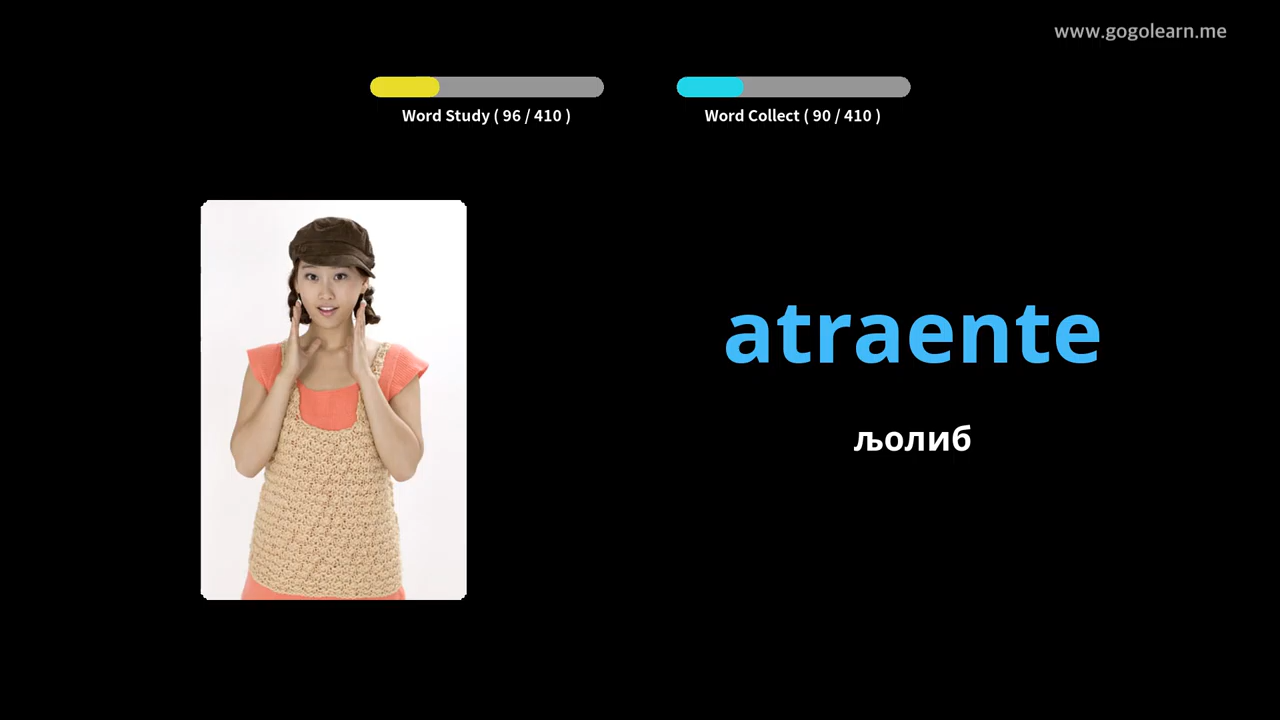 www.gogolearn.me
Word Study ( 96 / 410 )
Word Collect ( 90 / 410 )
atraente
љолиб